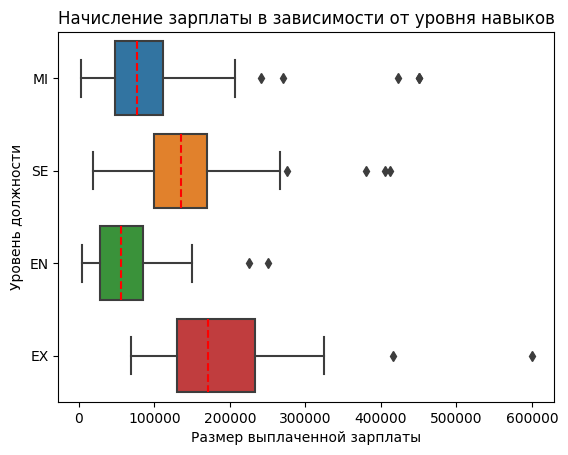 Начисление зарплаты в зависимости от уровня навыков
Уровень должности
MI
SE
EN
EX
0 100000 200000 300000 400000 500000 600000
Размер выплаченной зарплаты